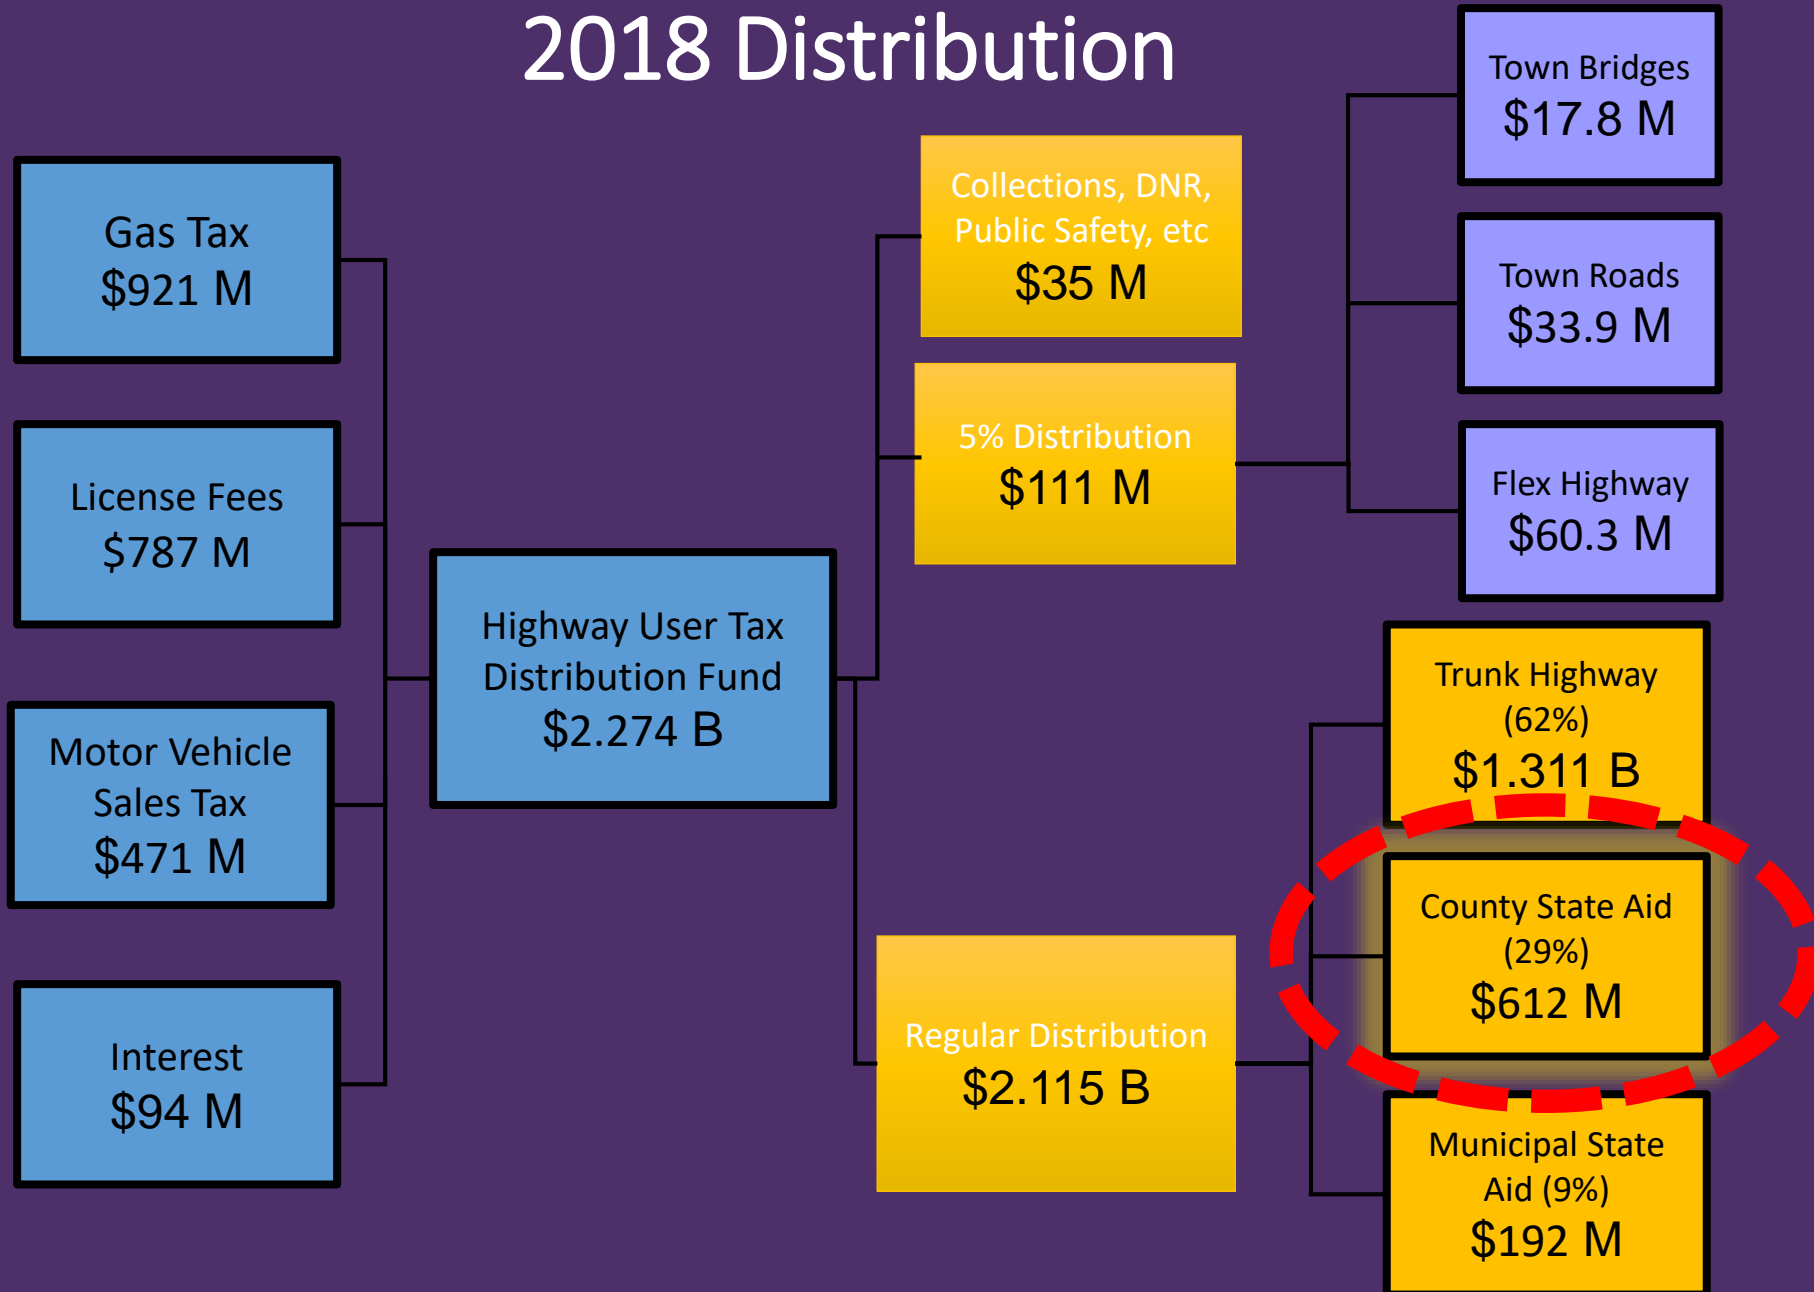 2018 Distribution
Gas Tax
$921 M
License Fees
$787 M
Motor Vehicle
Sales Tax
$471 M
Interest
$94 M
Highway User Tax
Distribution Fund
$2.274 B
Collections, DNR,
Public Safety, etc
$35 M
5% Distribution
$111 M
Regular Distribution
$2.115 B
Town Bridges
$17.8 M
Town Roads
$33.9 M
Flex Highway
$60.3 M
Trunk Highway
(62%)
$1.311 B
County State Aid
(29%)
$612 M
Municipal State
Aid (9%)
$192 M